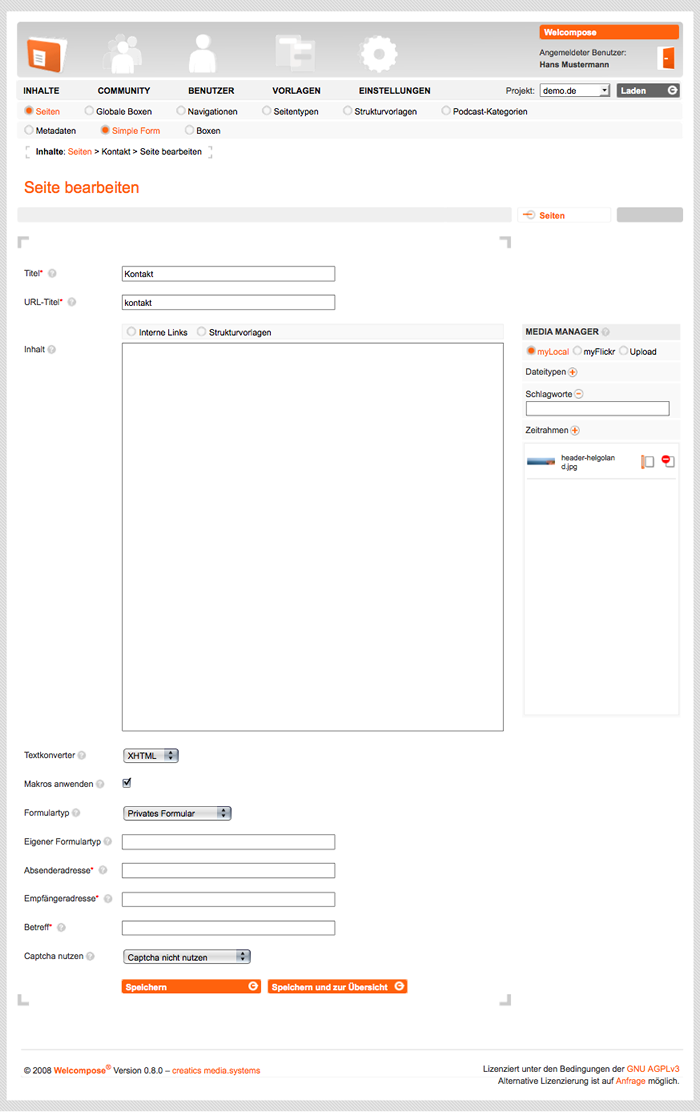 Welcompose
Angemeldeter Benutzer:
Hans Mustermann
INHALTE COMMUNITY BENUTZER VORLAGEN EINSTELLUNGEN Projekt: demo.de Laden
Seiten Globale Boxen Navigationen Seitentypen Strukturvorlagen Podcast-Kategorien
Metadaten Simple Form Boxen
Inhalte: Seiten > Kontakt > Seite bearbeiten
Seite bearbeiten
Seiten
Titel* ? Kontakt
URL-Titel* ? kontakt
Interne Links Strukturvorlagen
Inhalt ?
MEDIA MANAGER ?
myLocal myFlickr Upload
Dateitypen
Schlagworte
Zeitrahmen
header-helgolan
d.jpg
Textkonverter ? XHTML
Makros anwenden ?
Formulartyp ? Privates Formular
Eigener Formulartyp ?
Absenderadresse* ?
Empfängeradresse* ?
Betreff* ?
Captcha nutzen ? Captcha nicht nutzen
Speichern Speichern und zur Übersicht
© 2008 Welcompose® Version 0.8.0 – creatics media.systems
Lizenziert unter den Bedingungen der GNU AGPLv3
Alternative Lizenzierung ist auf Anfrage möglich.